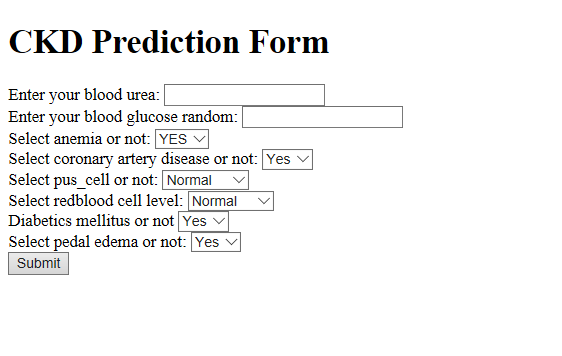 CKD Prediction Form
Enter your blood urea:
Enter your blood glucose random:
Select anemia or not: YES
Select coronary artery disease or not: Yes
Select pus_cell or not: Normal
Select redblood cell level: Normal
Diabetics mellitus or not Yes
Select pedal edema or not: Yes
Submit